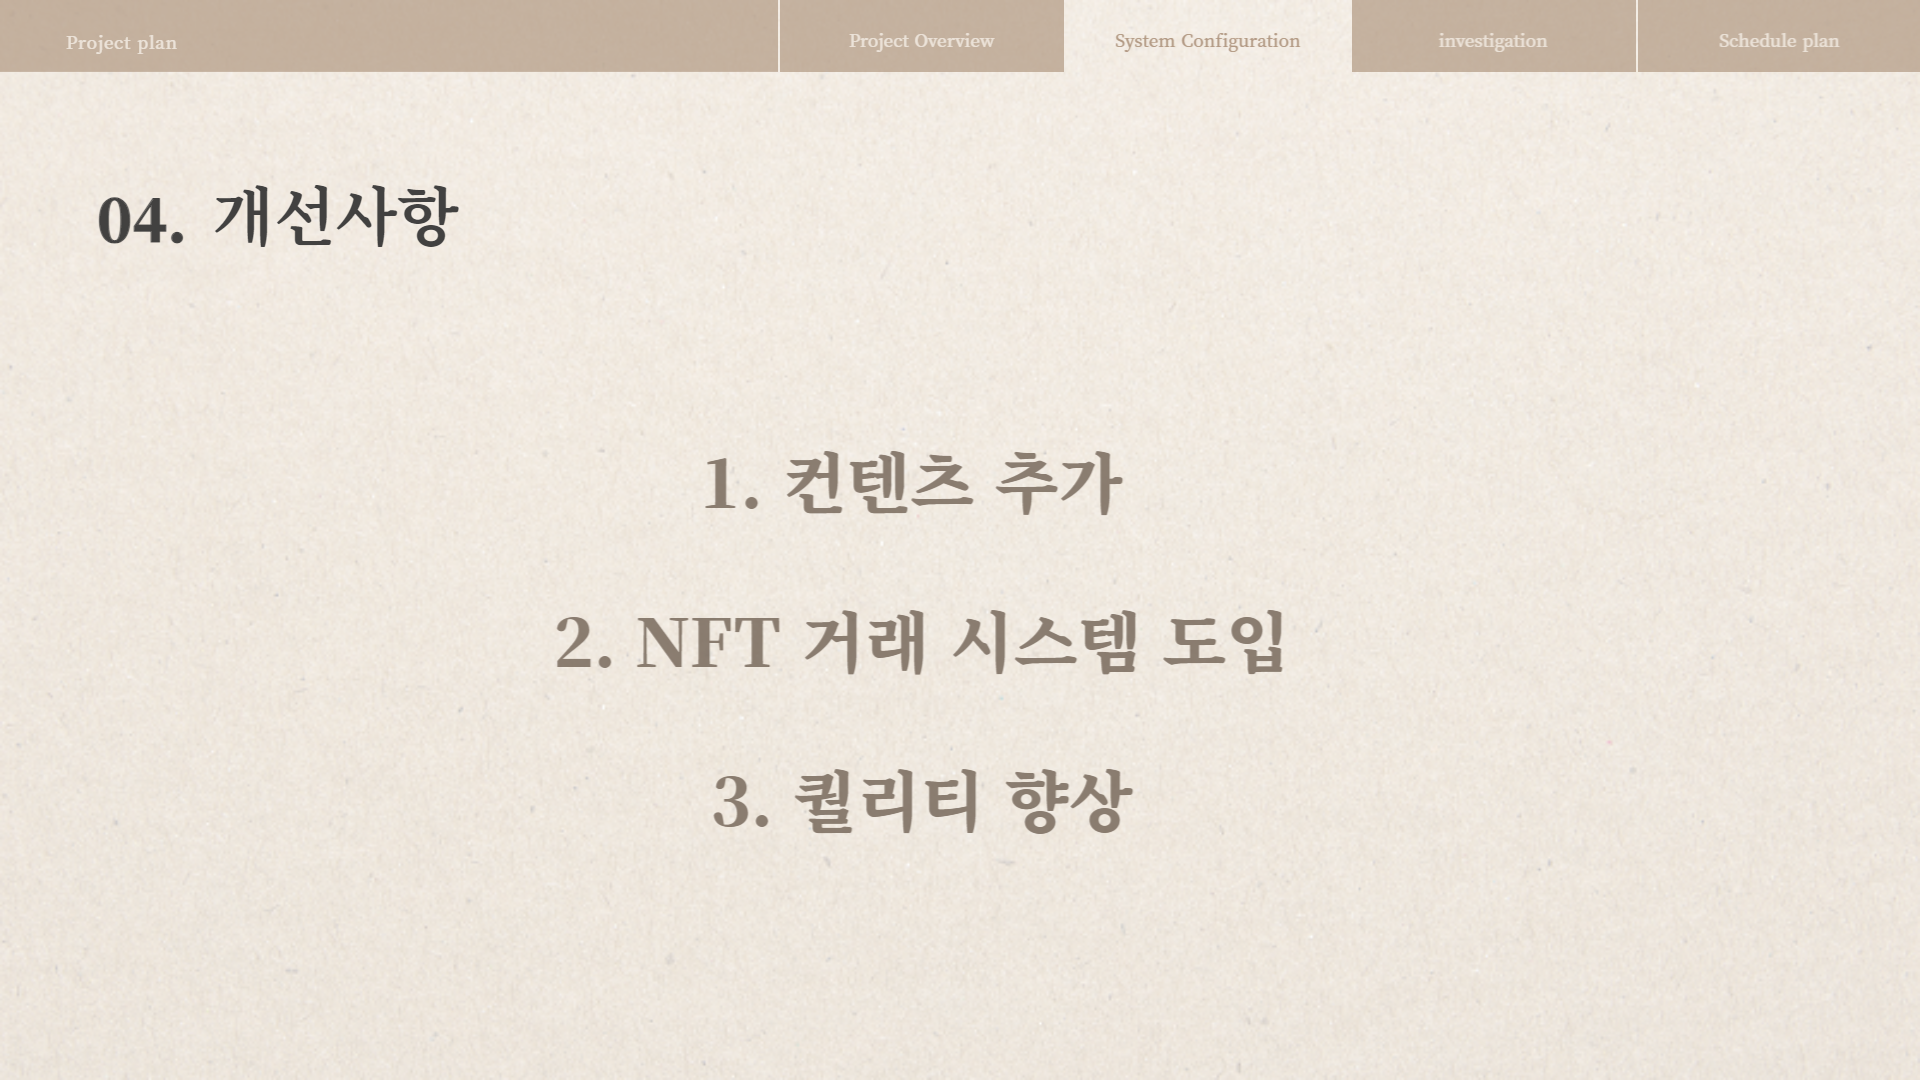 Project plan
Project Overview
System Configuration
investigation
Schedule plan
04. 개선사항
1. 컨텐츠 추가
2. NFT 거래 시스템 도입
3. 퀄리티 향상